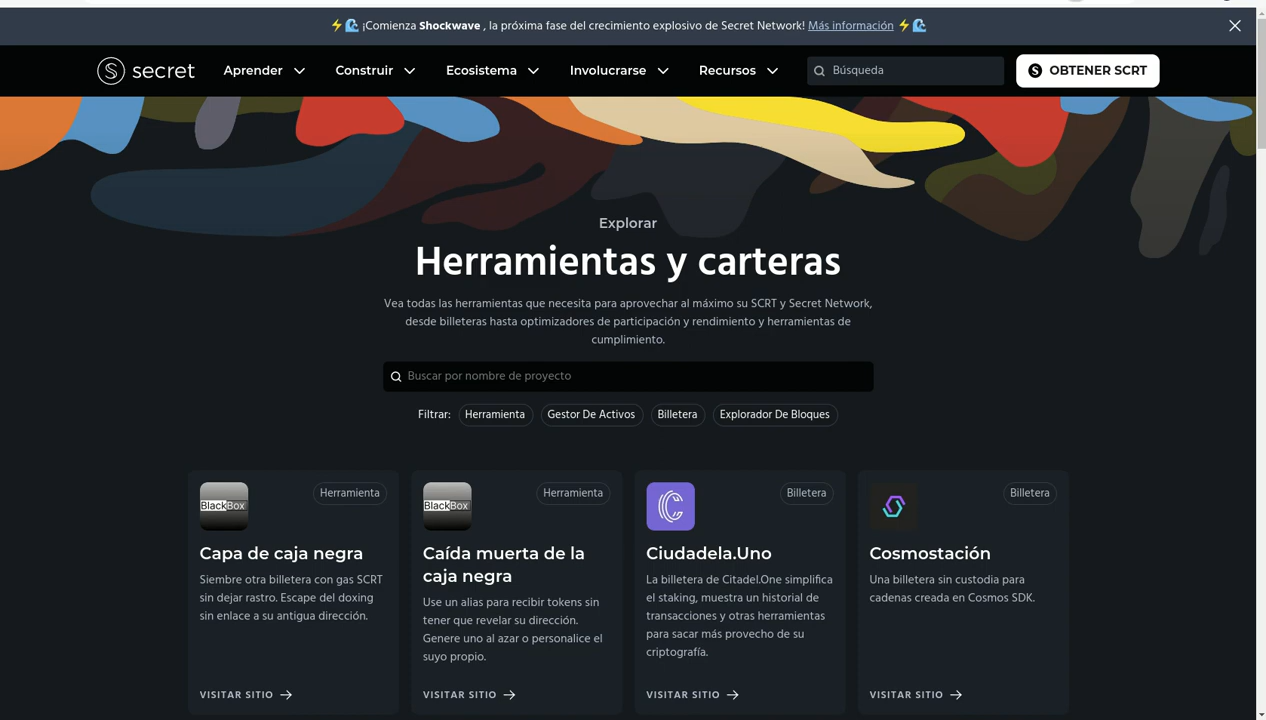 ⚡🌊 ¡Comienza Shockwave , la próxima fase del crecimiento explosivo de Secret Network! Más información ⚡🌊
secret
Aprender
Construir
Ecosistema
Involucrarse
Recursos
Búsqueda
OBTENER SCRT
Explorar
Herramientas y carteras
Vea todas las herramientas que necesita para aprovechar al máximo su SCRT y Secret Network,
desde billeteras hasta optimizadores de participación y rendimiento y herramientas de
cumplimiento.
Buscar por nombre de proyecto
Filtrar: Herramienta Gestor De Activos Billetera Explorador De Bloques
BlackBox
Herramienta
Capa de caja negra
Siembre otra billetera con gas SCRT
sin dejar rastro. Escape del doxing
sin enlace a su antigua dirección.
VISITAR SITIO
BlackBox
Herramienta
Caída muerta de la
caja negra
Use un alias para recibir tokens sin
tener que revelar su dirección.
Genere uno al azar o personalice el
suyo propio.
VISITAR SITIO
Billetera
Ciudadela.Uno
La billetera de Citadel.One simplifica
el staking, muestra un historial de
transacciones y otras herramientas
para sacar más provecho de su
criptografía.
VISITAR SITIO
Billetera
Cosmostación
Una billetera sin custodia para
cadenas creada en Cosmos SDK.
VISITAR SITIO